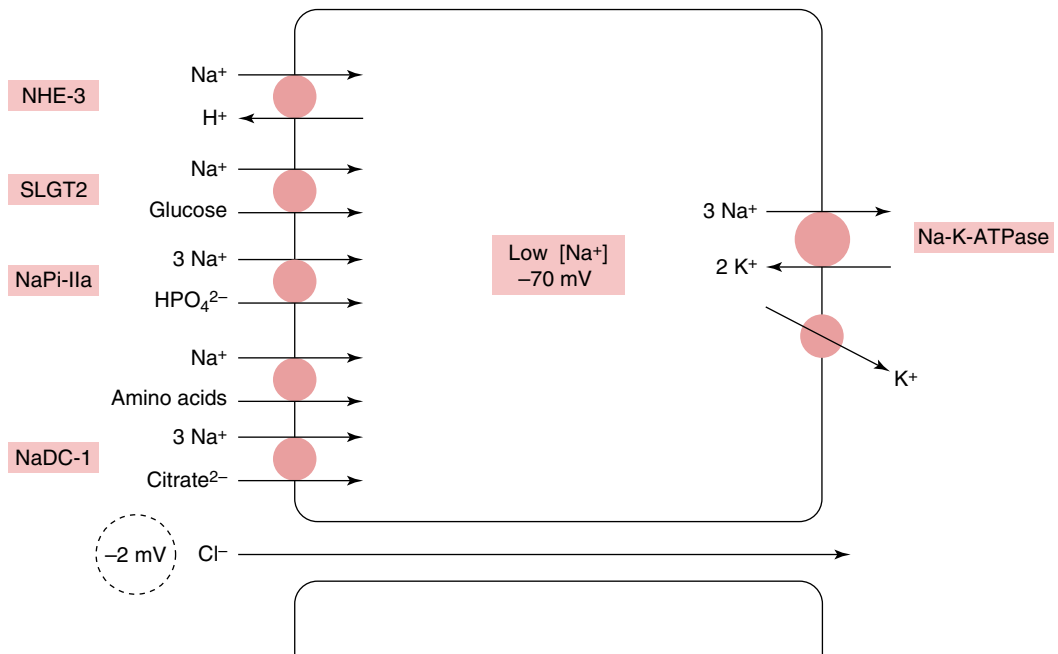 NHE-3
Na⁺
H⁺
SLGT2
Na⁺
Glucose
NaPi-IIa
3 Na⁺
HPO₄²⁻
Na⁺
Amino acids
NaDC-1
3 Na⁺
Citrate²⁻
Low [Na⁺]
–70 mV
3 Na⁺
2 K⁺
Na-K-ATPase
K⁺
–2 mV
Cl⁻